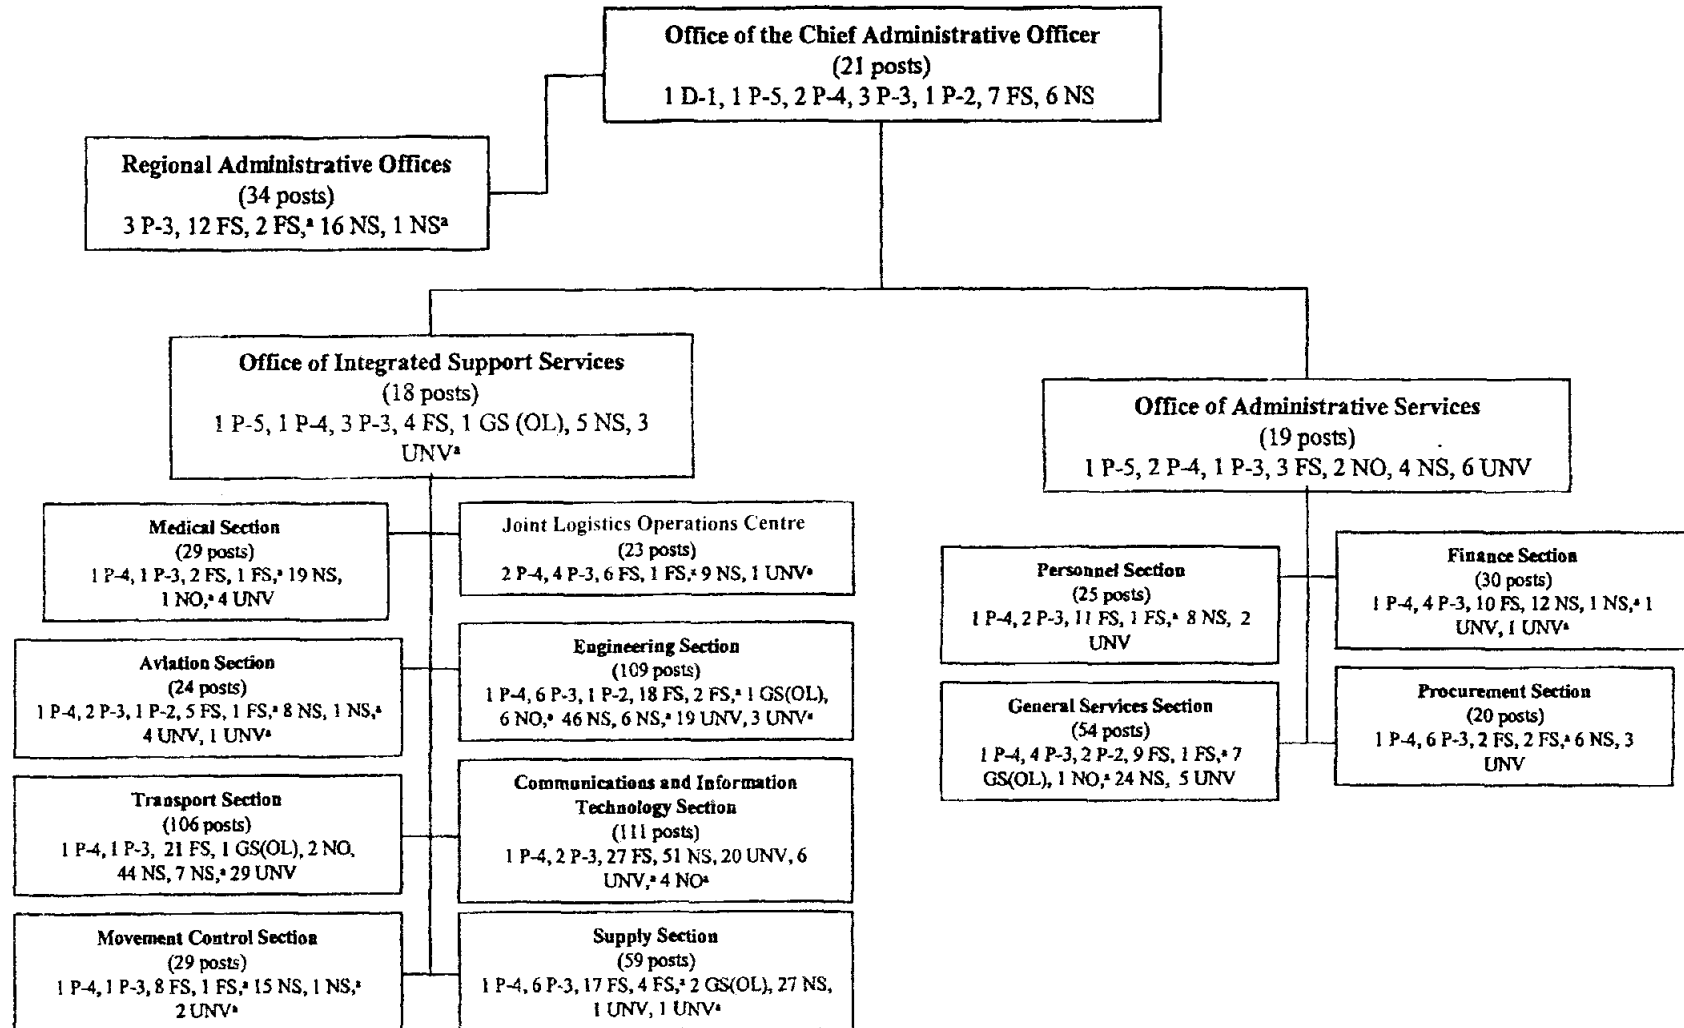 Office of the Chief Administrative Officer
(21 posts)
1 D-1, 1 P-5, 2 P-4, 3 P-3, 1 P-2, 7 FS, 6 NS
Regional Administrative Offices
(34 posts)
3 P-3, 12 FS, 2 FS,ᵃ 16 NS, 1 NSᵃ
Office of Integrated Support Services
(18 posts)
1 P-5, 1 P-4, 3 P-3, 4 FS, 1 GS (OL), 5 NS, 3
UNVᵃ
Office of Administrative Services
(19 posts)
1 P-5, 2 P-4, 1 P-3, 3 FS, 2 NO, 4 NS, 6 UNV
Medical Section
(29 posts)
1 P-4, 1 P-3, 2 FS, 1 FS,ᵃ 19 NS,
1 NO,ᵃ 4 UNV
Joint Logistics Operations Centre
(23 posts)
2 P-4, 4 P-3, 6 FS, 1 FS,ᵃ 9 NS, 1 UNVᵃ
Aviation Section
(24 posts)
1 P-4, 2 P-3, 1 P-2, 5 FS, 1 FS,ᵃ 8 NS, 1 NS,ᵃ
4 UNV, 1 UNVᵃ
Engineering Section
(109 posts)
1 P-4, 6 P-3, 1 P-2, 18 FS, 2 FS,ᵃ 1 GS(OL),
6 NO,ᵃ 46 NS, 6 NS,ᵃ 19 UNV, 3 UNVᵃ
Transport Section
(106 posts)
1 P-4, 1 P-3, 21 FS, 1 GS(OL), 2 NO,
44 NS, 7 NS,ᵃ 29 UNV
Communications and Information
Technology Section
(111 posts)
1 P-4, 2 P-3, 27 FS, 51 NS, 20 UNV, 6
UNV,ᵃ 4 NOᵃ
Movement Control Section
(29 posts)
1 P-4, 1 P-3, 8 FS, 1 FS,ᵃ 15 NS, 1 NS,ᵃ
2 UNVᵃ
Supply Section
(59 posts)
1 P-4, 6 P-3, 17 FS, 4 FS,ᵃ 2 GS(OL), 27 NS,
1 UNV, 1 UNVᵃ
Personnel Section
(25 posts)
1 P-4, 2 P-3, 11 FS, 1 FS,ᵃ 8 NS, 2
UNV
Finance Section
(30 posts)
1 P-4, 4 P-3, 10 FS, 12 NS, 1 NS,ᵃ 1
UNV, 1 UNVᵃ
General Services Section
(54 posts)
1 P-4, 4 P-3, 2 P-2, 9 FS, 1 FS,ᵃ 7
GS(OL), 1 NO,ᵃ 24 NS, 5 UNV
Procurement Section
(20 posts)
1 P-4, 6 P-3, 2 FS, 2 FS,ᵃ 6 NS, 3
UNV